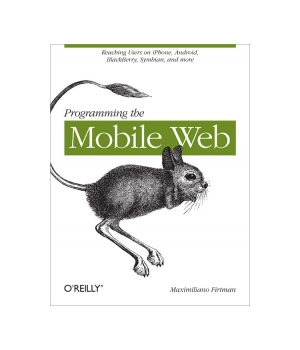 Reaching Users on iPhone, Android,
BlackBerry, Symbian, and more
Programming the
Mobile Web
O'REILLY®
Maximiliano Firtman